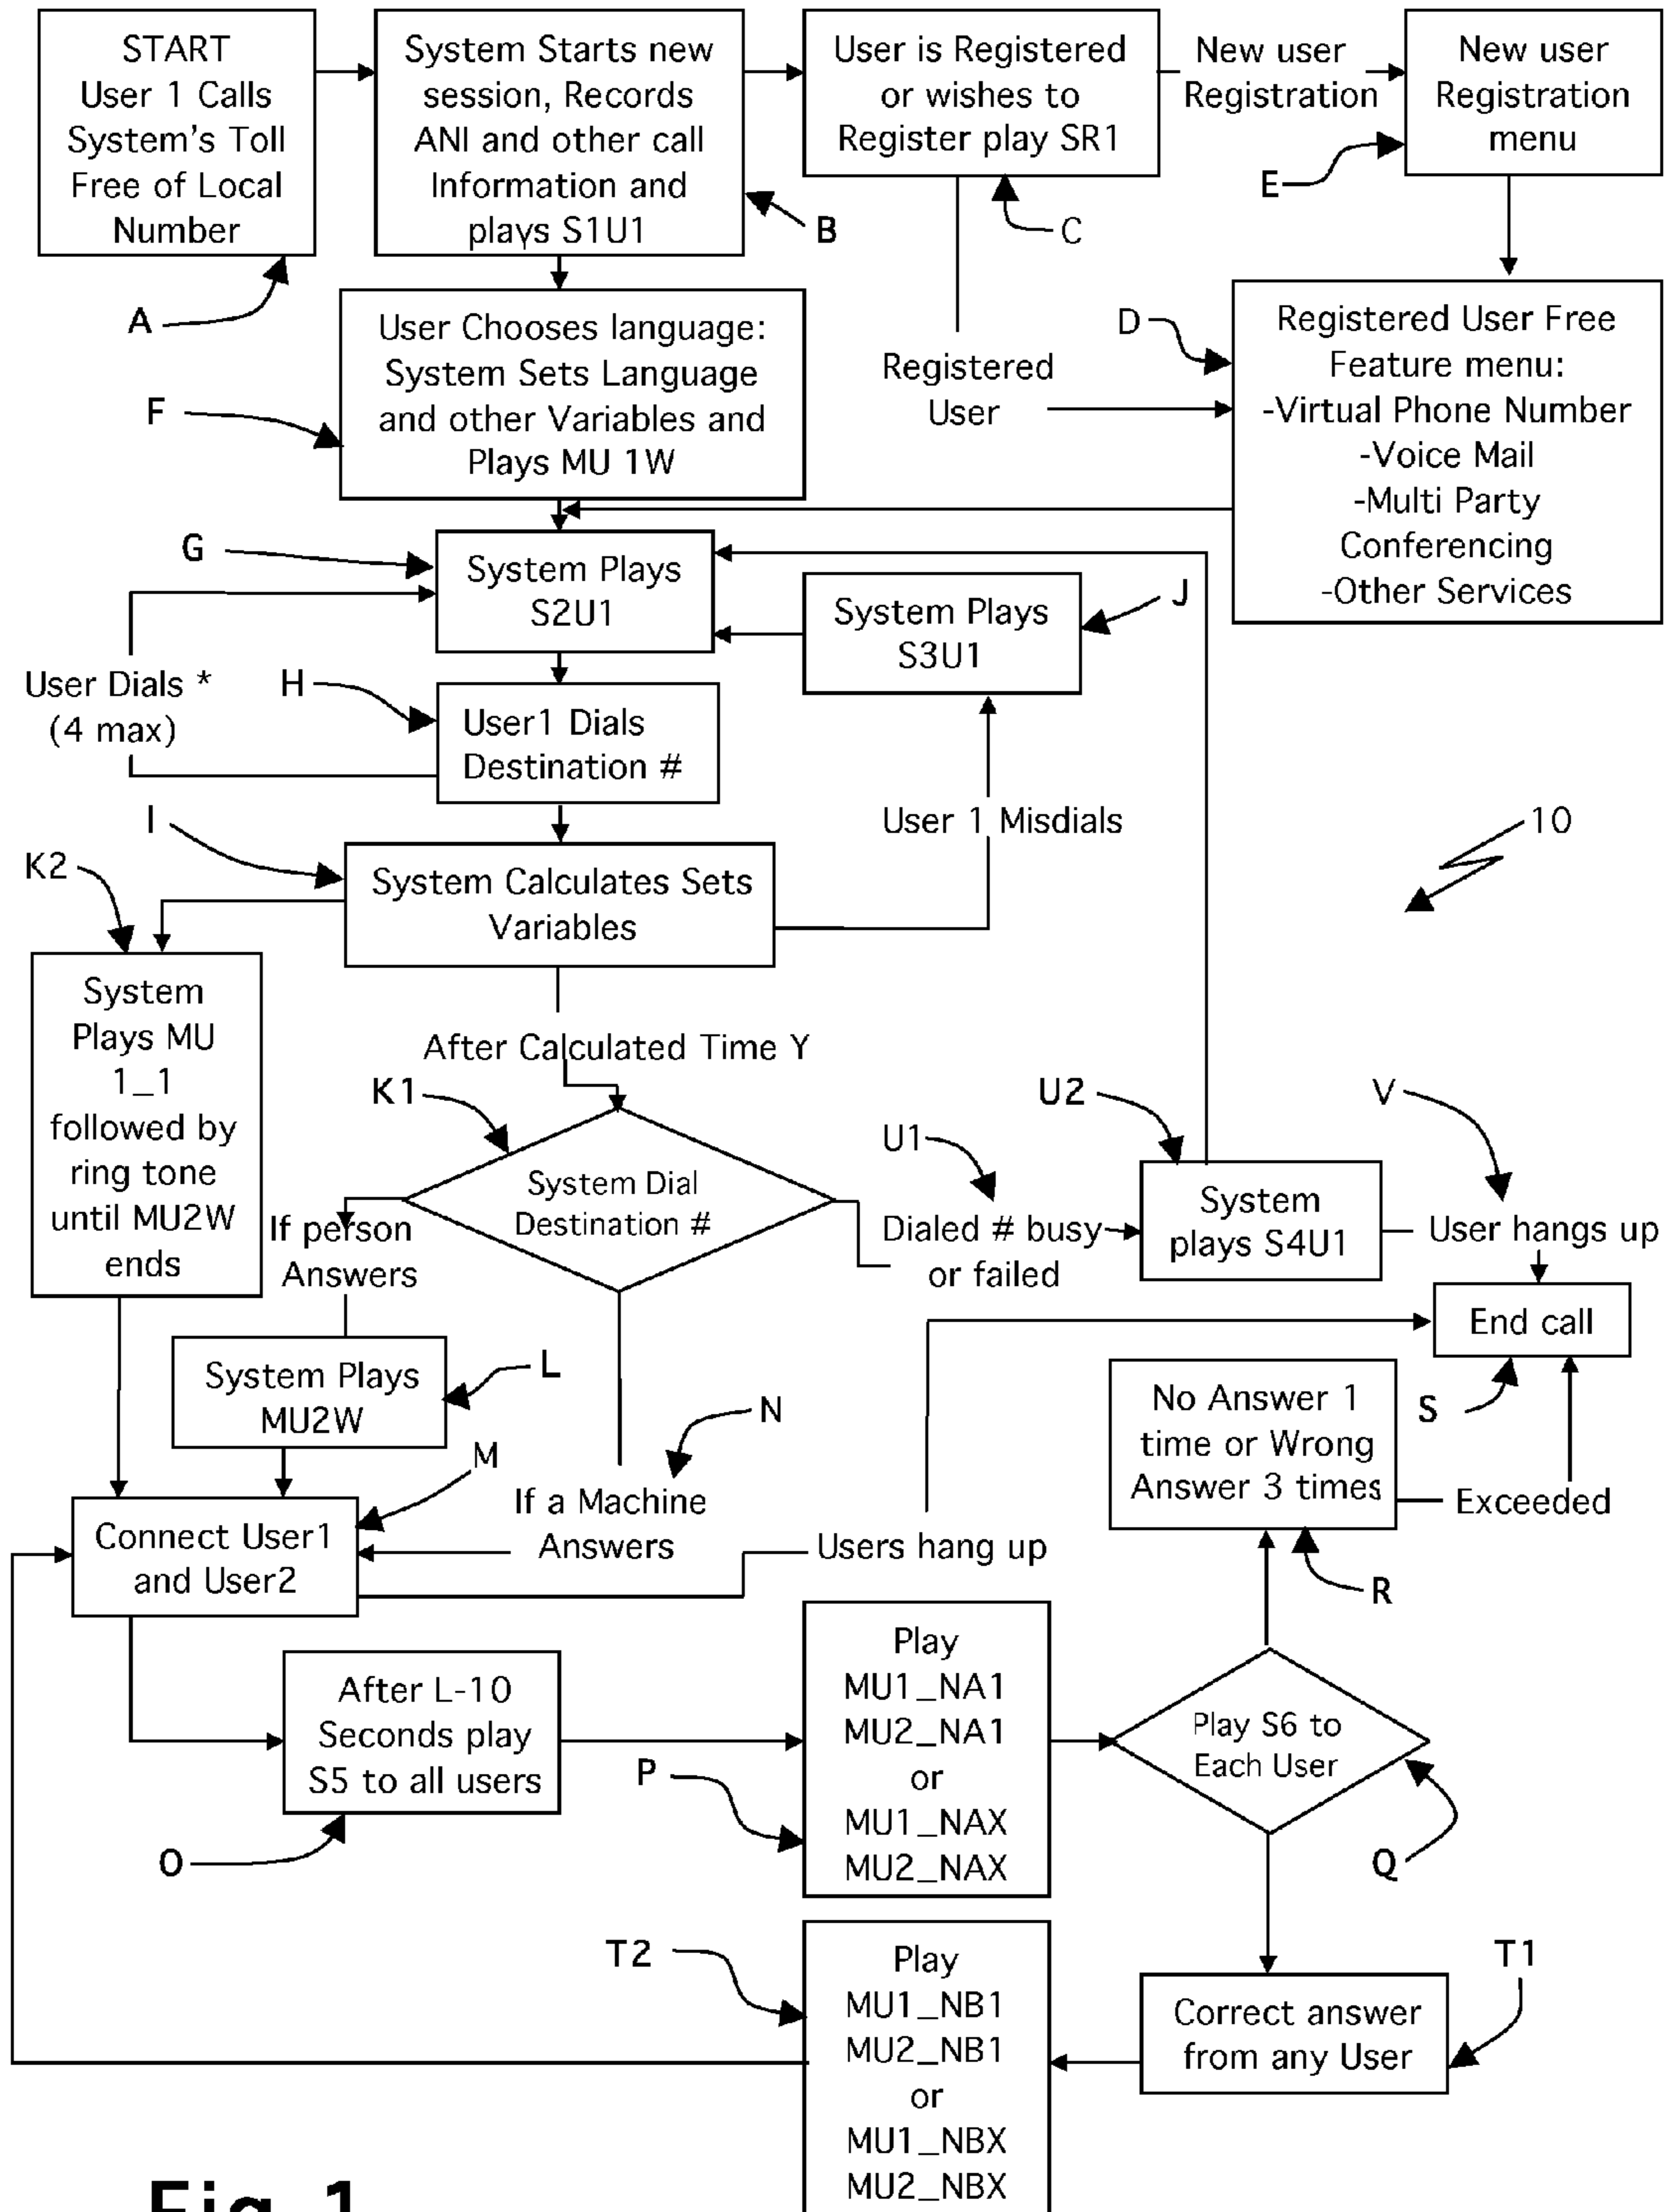 START
User 1 Calls
System's Toll
Free of Local
Number
System Starts new
session, Records
ANI and other call
Information and
plays S1U1
User is Registered
or wishes to
Register play SR1
New user
Registration
New user
Registration
menu
A
B
C
E
User Chooses language:
System Sets Language
and other Variables and
Plays MU 1W
F
Registered
User
D
Registered User Free
Feature menu:
-Virtual Phone Number
-Voice Mail
-Multi Party
Conferencing
-Other Services
G
System Plays
S2U1
System Plays
S3U1
J
User Dials *
(4 max)
H
User1 Dials
Destination #
User 1 Misdials
10
I
System Calculates Sets
Variables
K2
System
Plays MU
1_1
followed by
ring tone
until MU2W
ends
After Calculated Time Y
K1
System Dial
Destination #
If person
Answers
U1
Dialed # busy
or failed
U2
System
plays S4U1
V
User hangs up
End call
S
System Plays
MU2W
L
N
If a Machine
Answers
M
Connect User1
and User2
Users hang up
No Answer 1
time or Wrong
Answer 3 times
Exceeded
R
After L-10
Seconds play
S5 to all users
O
P
Play
MU1_NA1
MU2_NA1
or
MU1_NAX
MU2_NAX
Play S6 to
Each User
Q
T2
Play
MU1_NB1
MU2_NB1
or
MU1_NBX
MU2_NBX
Correct answer
from any User
T1
Fig. 1